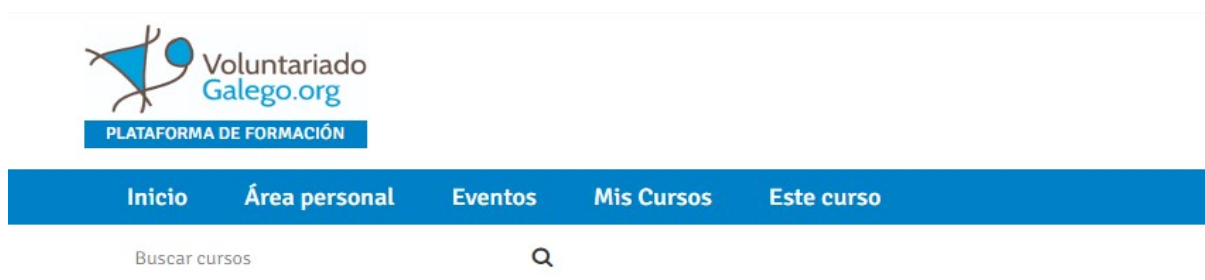 Voluntariado
Galego.org
PLATAFORMA DE FORMACIÓN
Inicio Área personal Eventos Mis Cursos Este curso
Buscar cursos